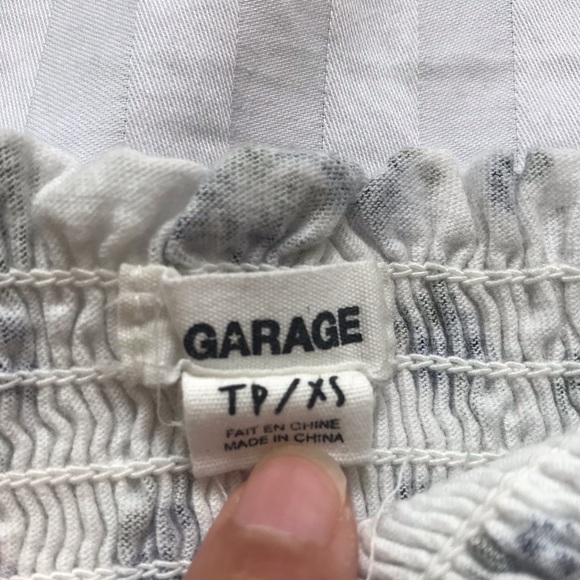 GARAGE
TP/XS
FAIT EN CHINE
MADE IN CHINA